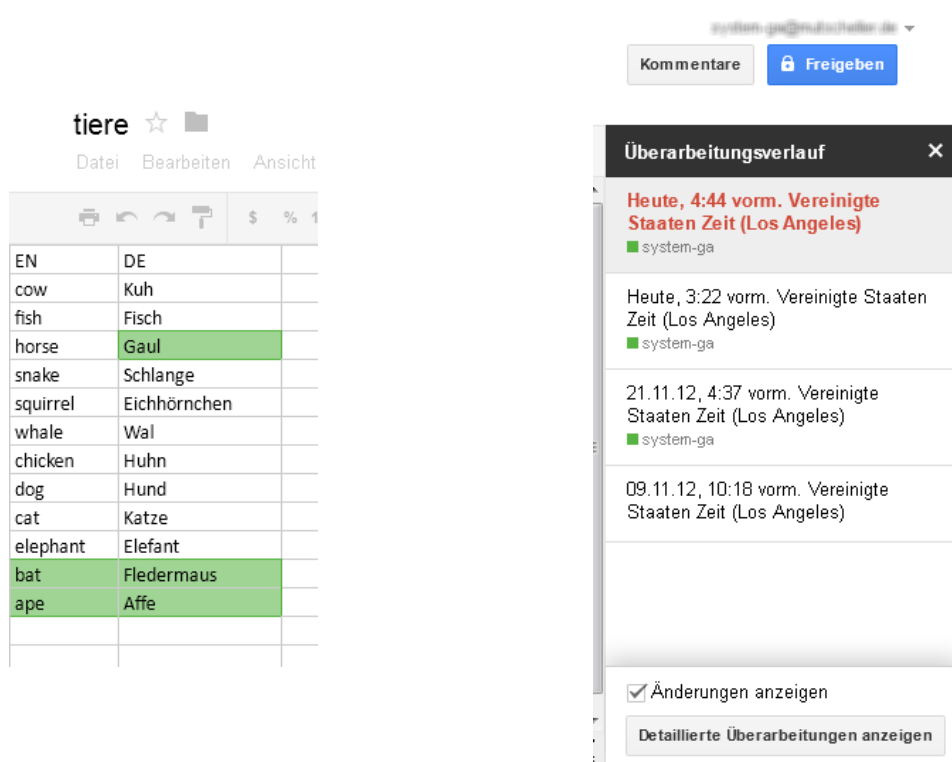 Kommentare Freigeben
tiere
Datei Bearbeiten Ansicht
$ %
EN DE
cow Kuh
fish Fisch
horse Gaul
snake Schlange
squirrel Eichhörnchen
whale Wal
chicken Huhn
dog Hund
cat Katze
elephant Elefant
bat Fledermaus
ape Affe
Überarbeitungsverlauf
Heute, 4:44 vorm. Vereinigte
Staaten Zeit (Los Angeles)
system-ga
Heute, 3:22 vorm. Vereinigte Staaten
Zeit (Los Angeles)
system-ga
21.11.12, 4:37 vorm. Vereinigte
Staaten Zeit (Los Angeles)
system-ga
09.11.12, 10:18 vorm. Vereinigte
Staaten Zeit (Los Angeles)
Änderungen anzeigen
Detaillierte Überarbeitungen anzeigen